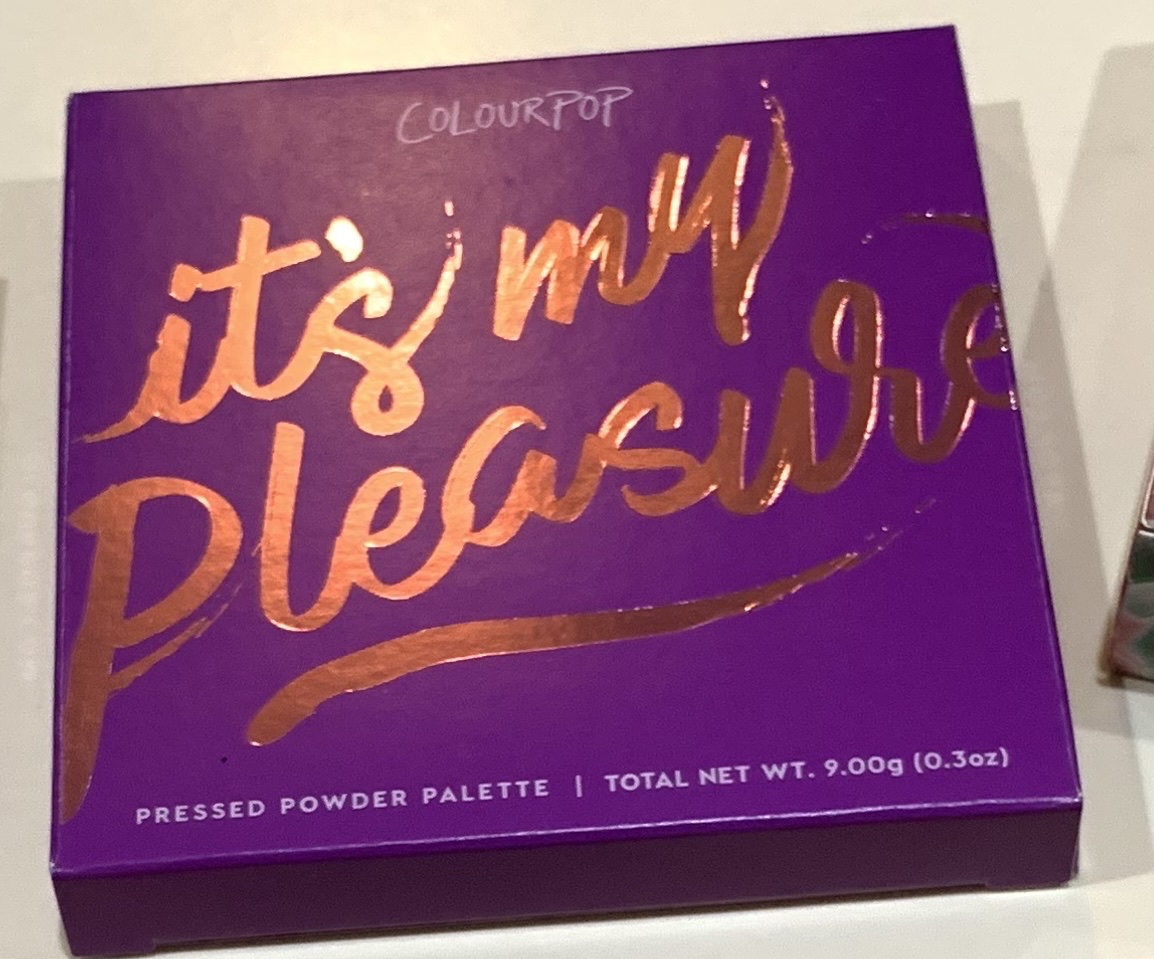 COLOURPOP
it's my
Pleasure
PRESSED POWDER PALETTE | TOTAL NET WT. 9.00g (0.3oz)